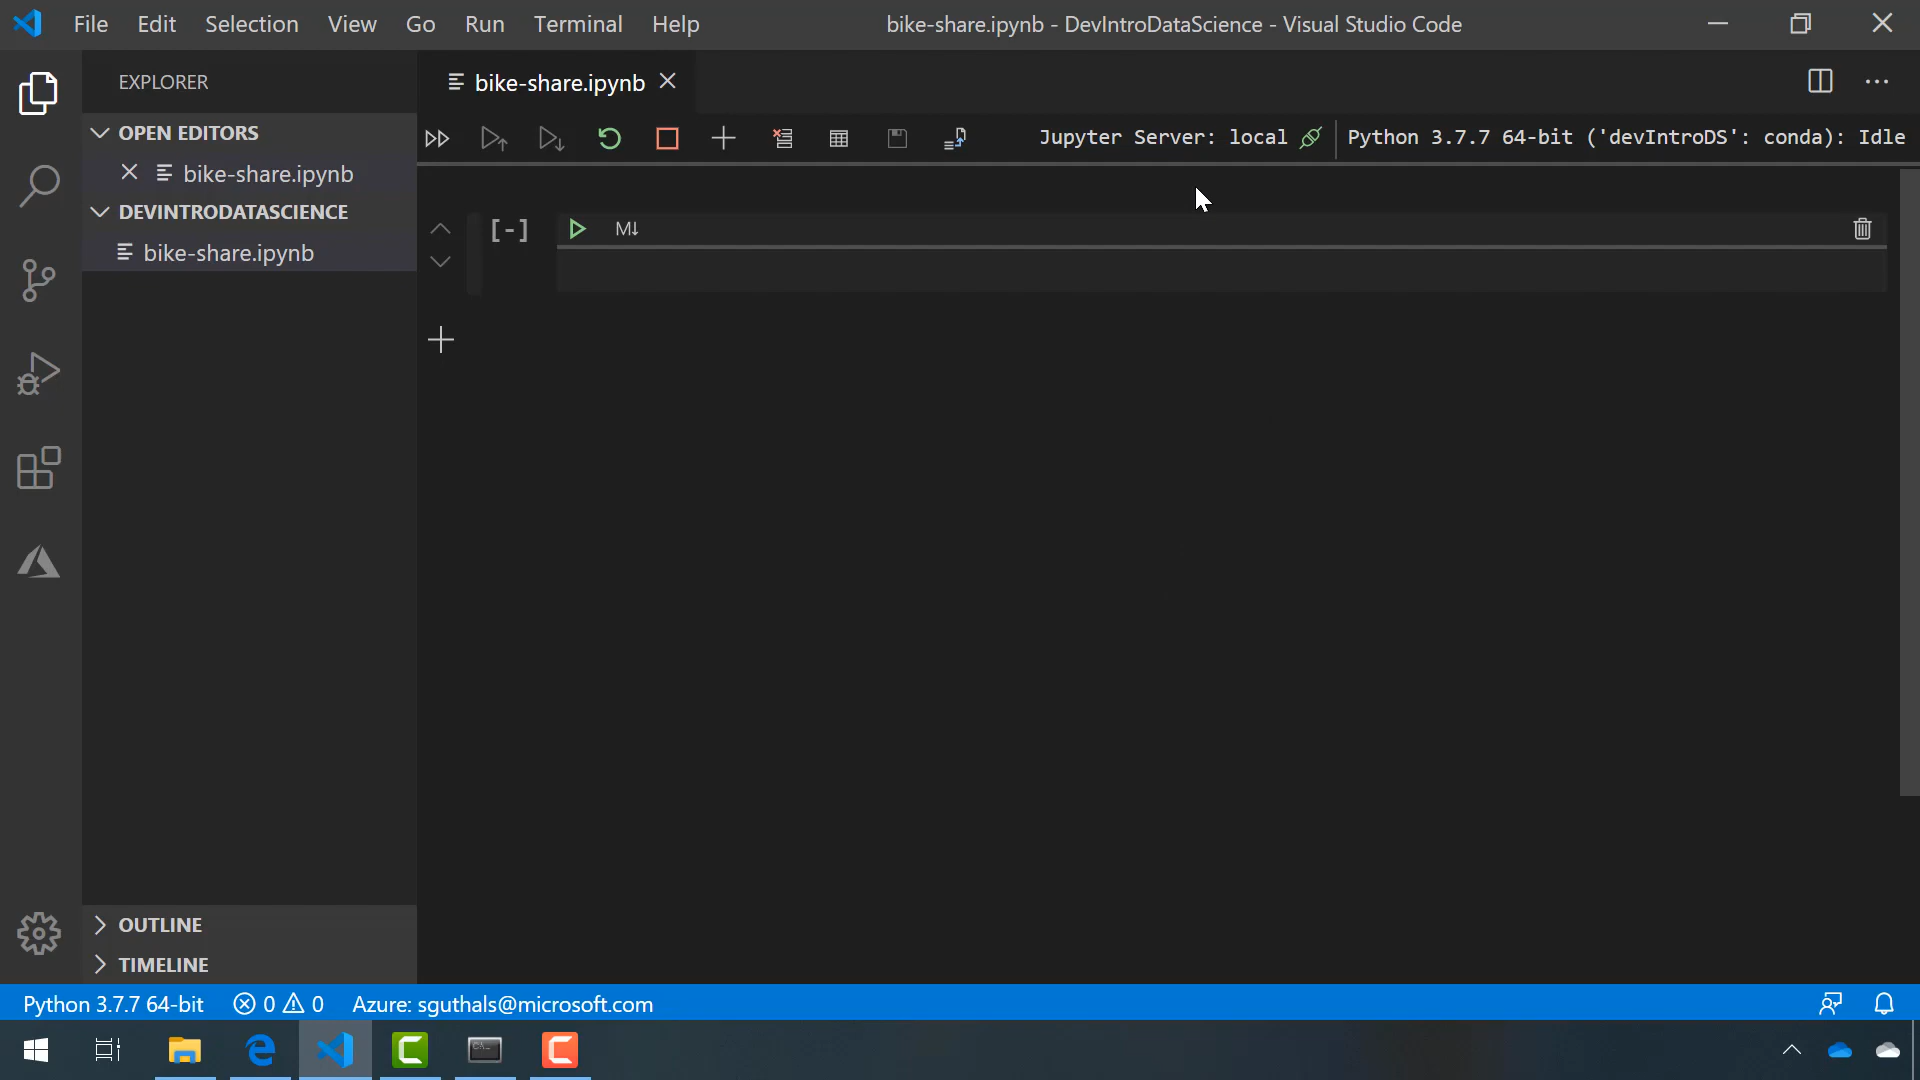 File Edit Selection View Go Run Terminal Help bike-share.ipynb - DevIntroDataScience - Visual Studio Code
EXPLORER
bike-share.ipynb
OPEN EDITORS
bike-share.ipynb
Jupyter Server: local
Python 3.7.7 64-bit ('devIntroDS': conda): Idle
DEVINTRODATASCIENCE
bike-share.ipynb
[-]
M↓
OUTLINE
TIMELINE
Python 3.7.7 64-bit 0 0 Azure: sguthals@microsoft.com